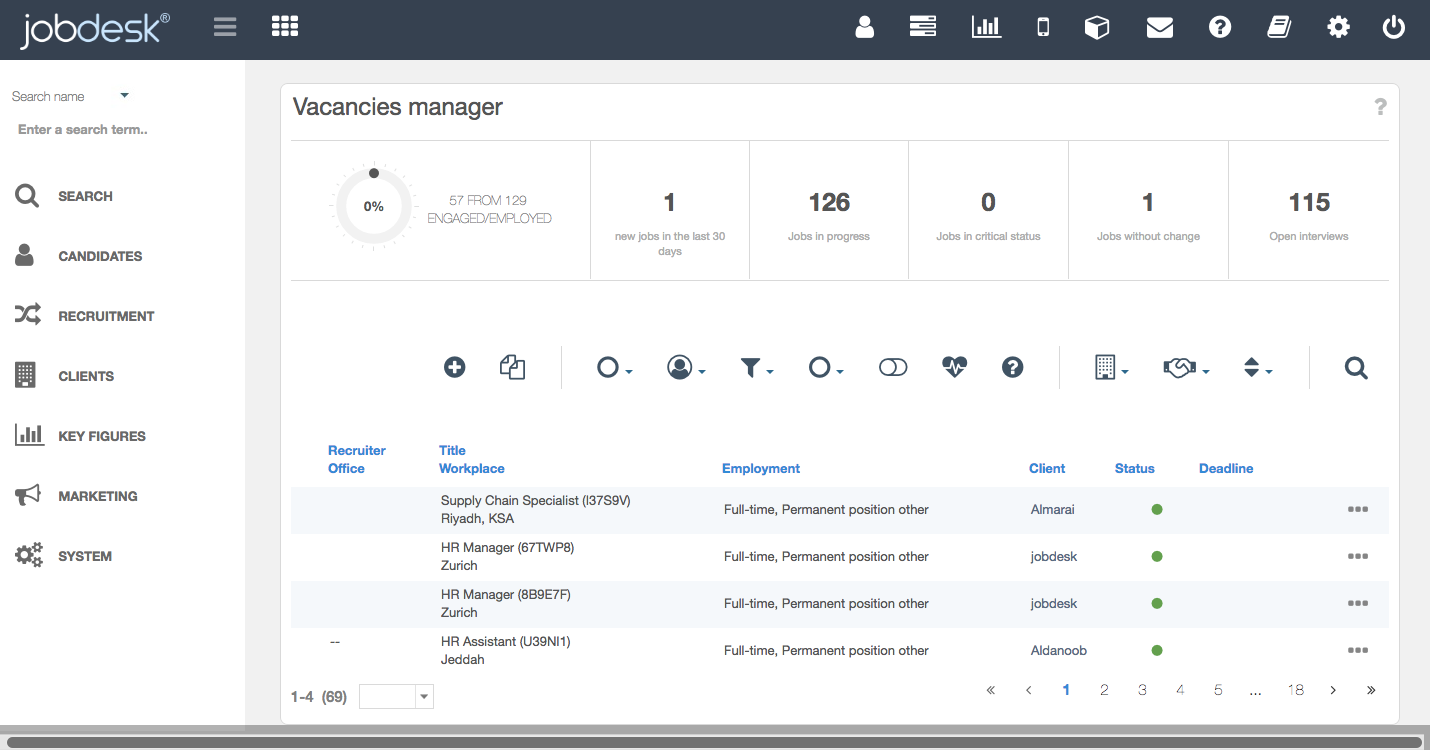 jobdesk®
Search name
Enter a search term..
SEARCH
CANDIDATES
RECRUITMENT
CLIENTS
KEY FIGURES
MARKETING
SYSTEM
Vacancies manager
?
0%
57 FROM 129
ENGAGED/EMPLOYED
1
new jobs in the last 30
days
126
Jobs in progress
0
Jobs in critical status
1
Jobs without change
115
Open interviews
Recruiter
Office
Title
Workplace
Employment
Client
Status
Deadline
Supply Chain Specialist (I37S9V)
Riyadh, KSA
Full-time, Permanent position other
Almarai
HR Manager (67TWP8)
Zurich
Full-time, Permanent position other
jobdesk
HR Manager (8B9E7F)
Zurich
Full-time, Permanent position other
jobdesk
--
HR Assistant (U39NI1)
Jeddah
Full-time, Permanent position other
Aldanoob
1-4 (69)
« ‹ 1 2 3 4 5 ... 18 › »